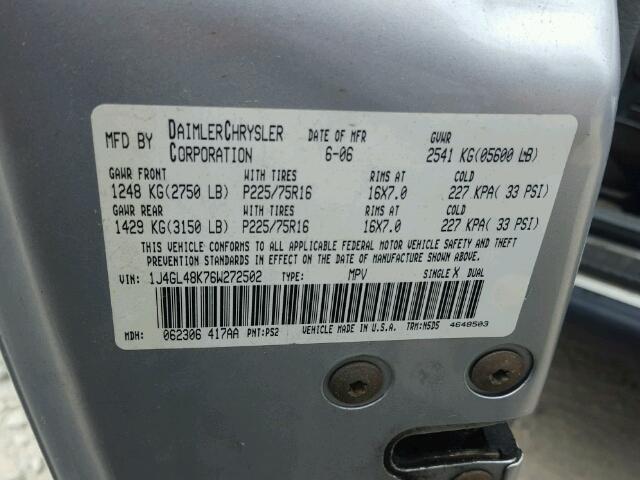 MFD BY DAIMLERCHRYSLER CORPORATION DATE OF MFR 6-06 GVWR 2541 KG(05600 LB)
GAWR FRONT WITH TIRES RIMS AT COLD
1248 KG(2750 LB) P225/75R16 16X7.0 227 KPA( 33 PSI)
GAWR REAR WITH TIRES RIMS AT COLD
1429 KG(3150 LB) P225/75R16 16X7.0 227 KPA( 33 PSI)
THIS VEHICLE CONFORMS TO ALL APPLICABLE FEDERAL MOTOR VEHICLE SAFETY AND THEFT
PREVENTION STANDARDS IN EFFECT ON THE DATE OF MANUFACTURE SHOWN ABOVE.
VIN: 1J4GL48K76W272502 TYPE: MPV SINGLE X DUAL
MDH: 062306 417AA PNT:PS2 VEHICLE MADE IN U.S.A. TRM:N5D5 4648503